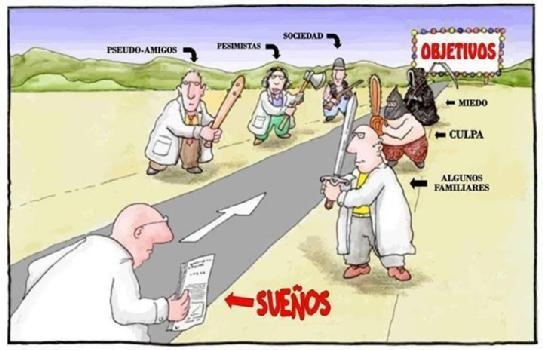 SOCIEDAD
PSEUDO-AMIGOS
PESIMISTAS
OBJETIVOS
MIEDO
CULPA
ALGUNOS
FAMILIARES
SUEÑOS